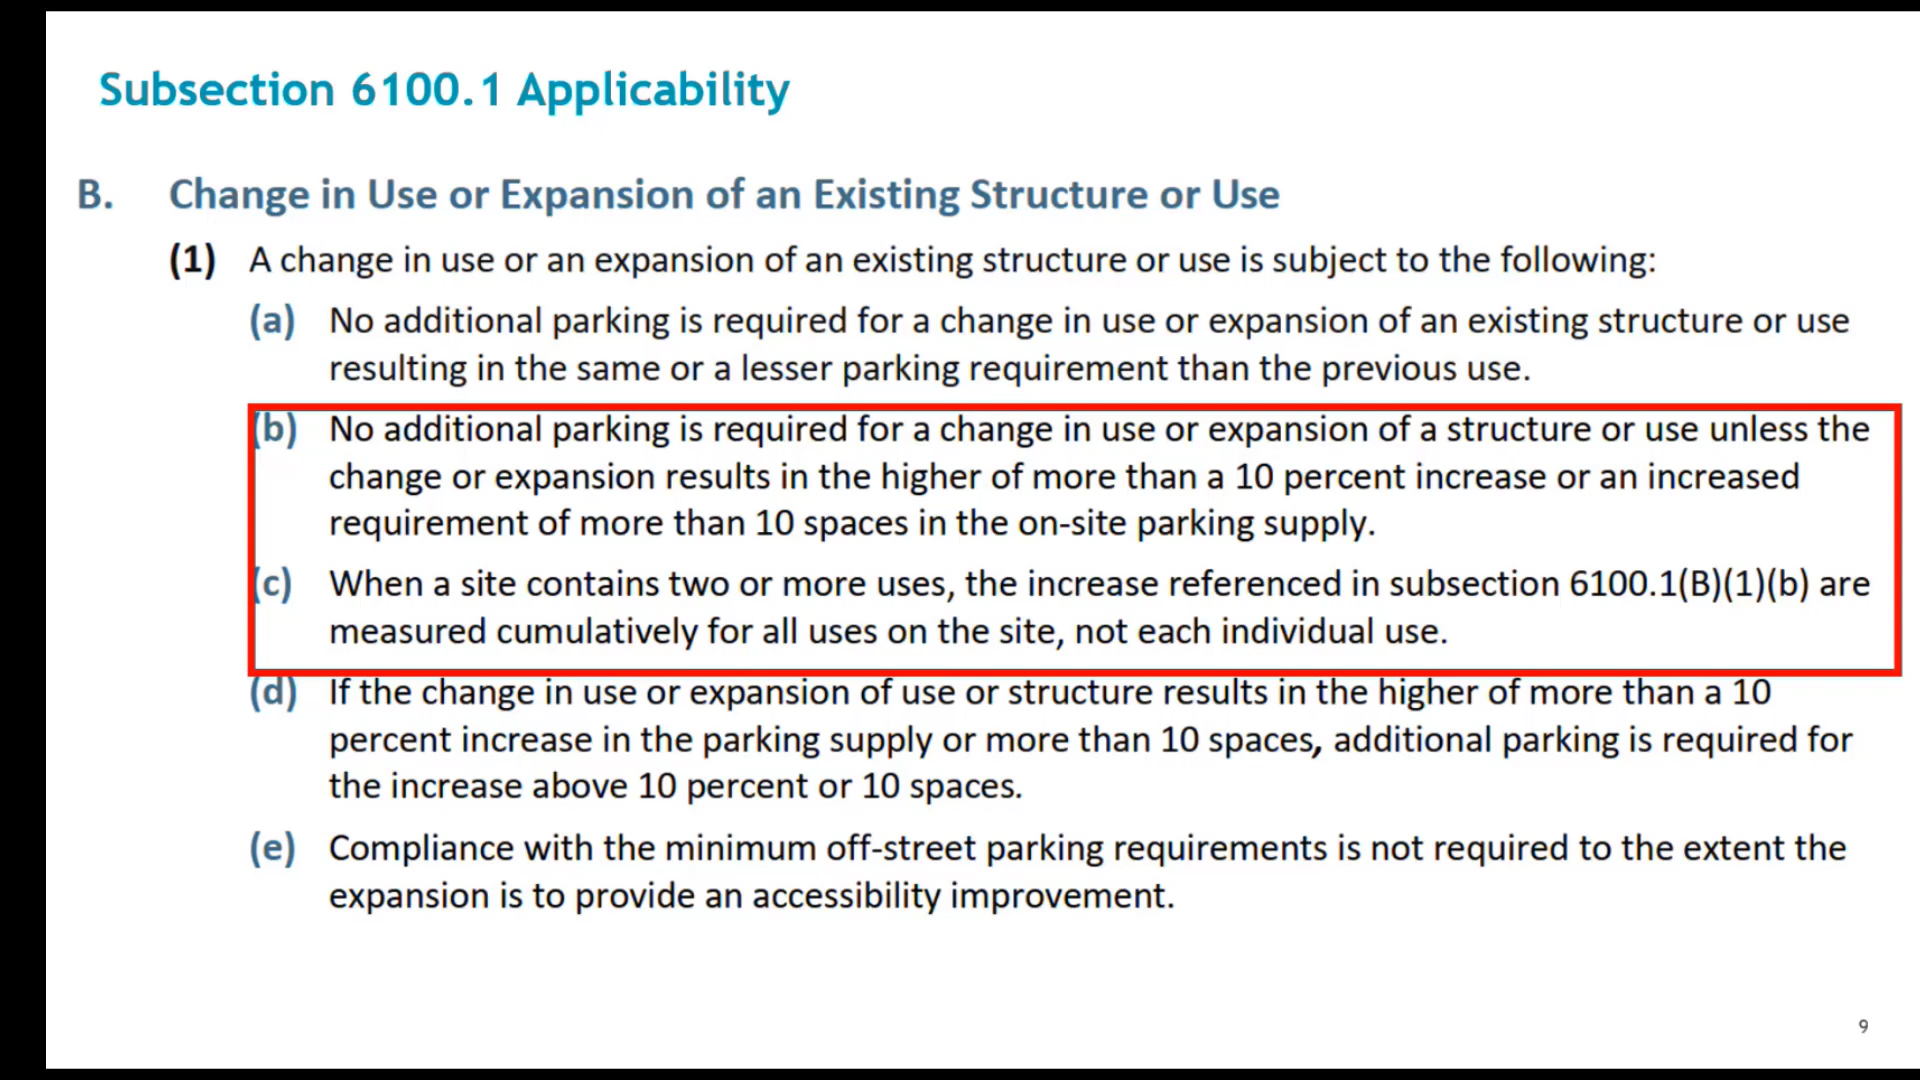 Subsection 6100.1 Applicability
B. Change in Use or Expansion of an Existing Structure or Use
(1) A change in use or an expansion of an existing structure or use is subject to the following:
(a) No additional parking is required for a change in use or expansion of an existing structure or use
resulting in the same or a lesser parking requirement than the previous use.
(b) No additional parking is required for a change in use or expansion of a structure or use unless the
change or expansion results in the higher of more than a 10 percent increase or an increased
requirement of more than 10 spaces in the on-site parking supply.
(c) When a site contains two or more uses, the increase referenced in subsection 6100.1(B)(1)(b) are
measured cumulatively for all uses on the site, not each individual use.
(d) If the change in use or expansion of use or structure results in the higher of more than a 10
percent increase in the parking supply or more than 10 spaces, additional parking is required for
the increase above 10 percent or 10 spaces.
(e) Compliance with the minimum off-street parking requirements is not required to the extent the
expansion is to provide an accessibility improvement.
9